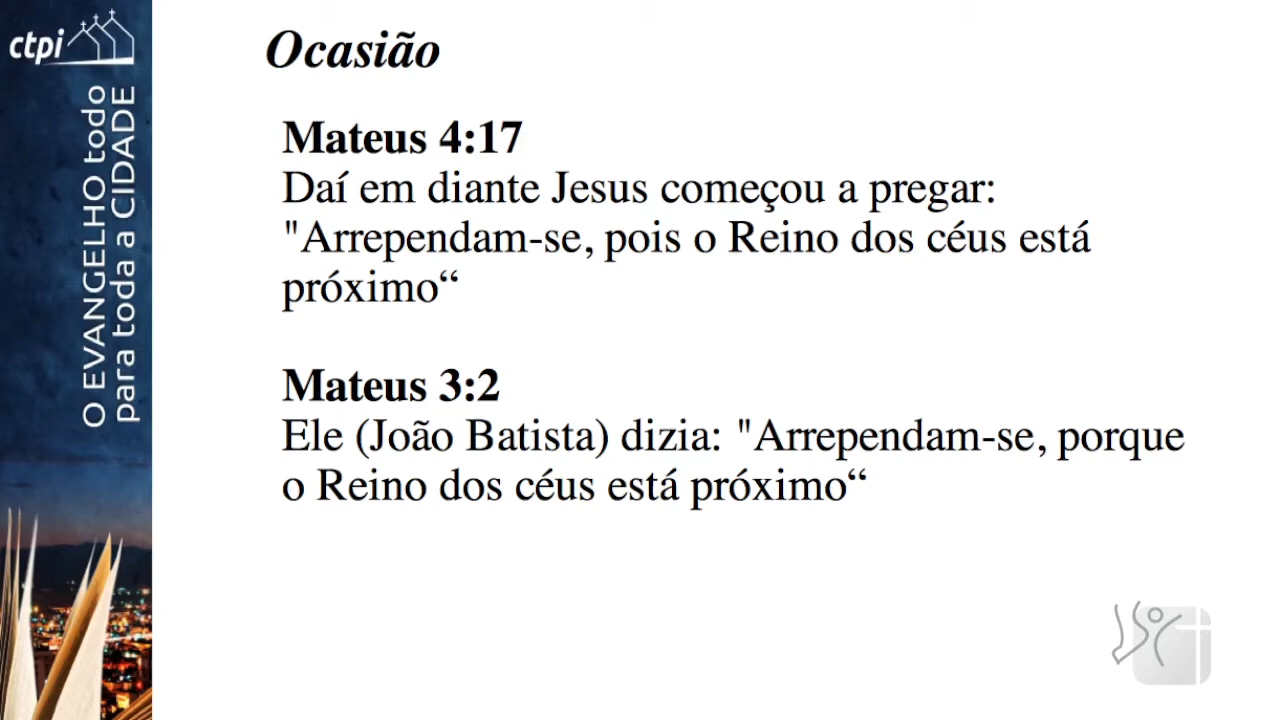 ctpi
O EVANGELHO todo
para toda a CIDADE
Ocasião
Mateus 4:17
Daí em diante Jesus começou a pregar:
"Arrependam-se, pois o Reino dos céus está
próximo“
Mateus 3:2
Ele (João Batista) dizia: "Arrependam-se, porque
o Reino dos céus está próximo“